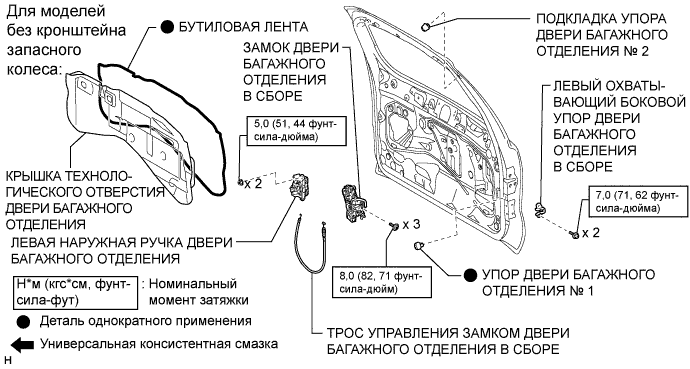 Для моделей
без кронштейна
запасного
колеса:
● БУТИЛОВАЯ ЛЕНТА
ЗАМОК ДВЕРИ
БАГАЖНОГО
ОТДЕЛЕНИЯ
В СБОРЕ
ПОДКЛАДКА УПОРА
ДВЕРИ БАГАЖНОГО
ОТДЕЛЕНИЯ № 2
ЛЕВЫЙ ОХВАТЫ-
ВАЮЩИЙ БОКОВОЙ
УПОР ДВЕРИ
БАГАЖНОГО
ОТДЕЛЕНИЯ
В СБОРЕ
5,0 (51, 44 фунт-
сила-дюйма)
x 2
КРЫШКА ТЕХНОЛО-
ГИЧЕСКОГО ОТВЕРСТИЯ
ДВЕРИ БАГАЖНОГО
ОТДЕЛЕНИЯ
7,0 (71, 62 фунт-
сила-дюйма)
x 3
x 2
ЛЕВАЯ НАРУЖНАЯ РУЧКА ДВЕРИ
БАГАЖНОГО ОТДЕЛЕНИЯ
8,0 (82, 71 фунт-
сила-дюйм)
● УПОР ДВЕРИ БАГАЖНОГО
ОТДЕЛЕНИЯ № 1
Н*м (кгс*см, фунт-
сила-фут)
: Номинальный
момент затяжки
● Деталь однократного применения
ТРОС УПРАВЛЕНИЯ ЗАМКОМ ДВЕРИ
БАГАЖНОГО ОТДЕЛЕНИЯ В СБОРЕ
Универсальная консистентная смазка
H